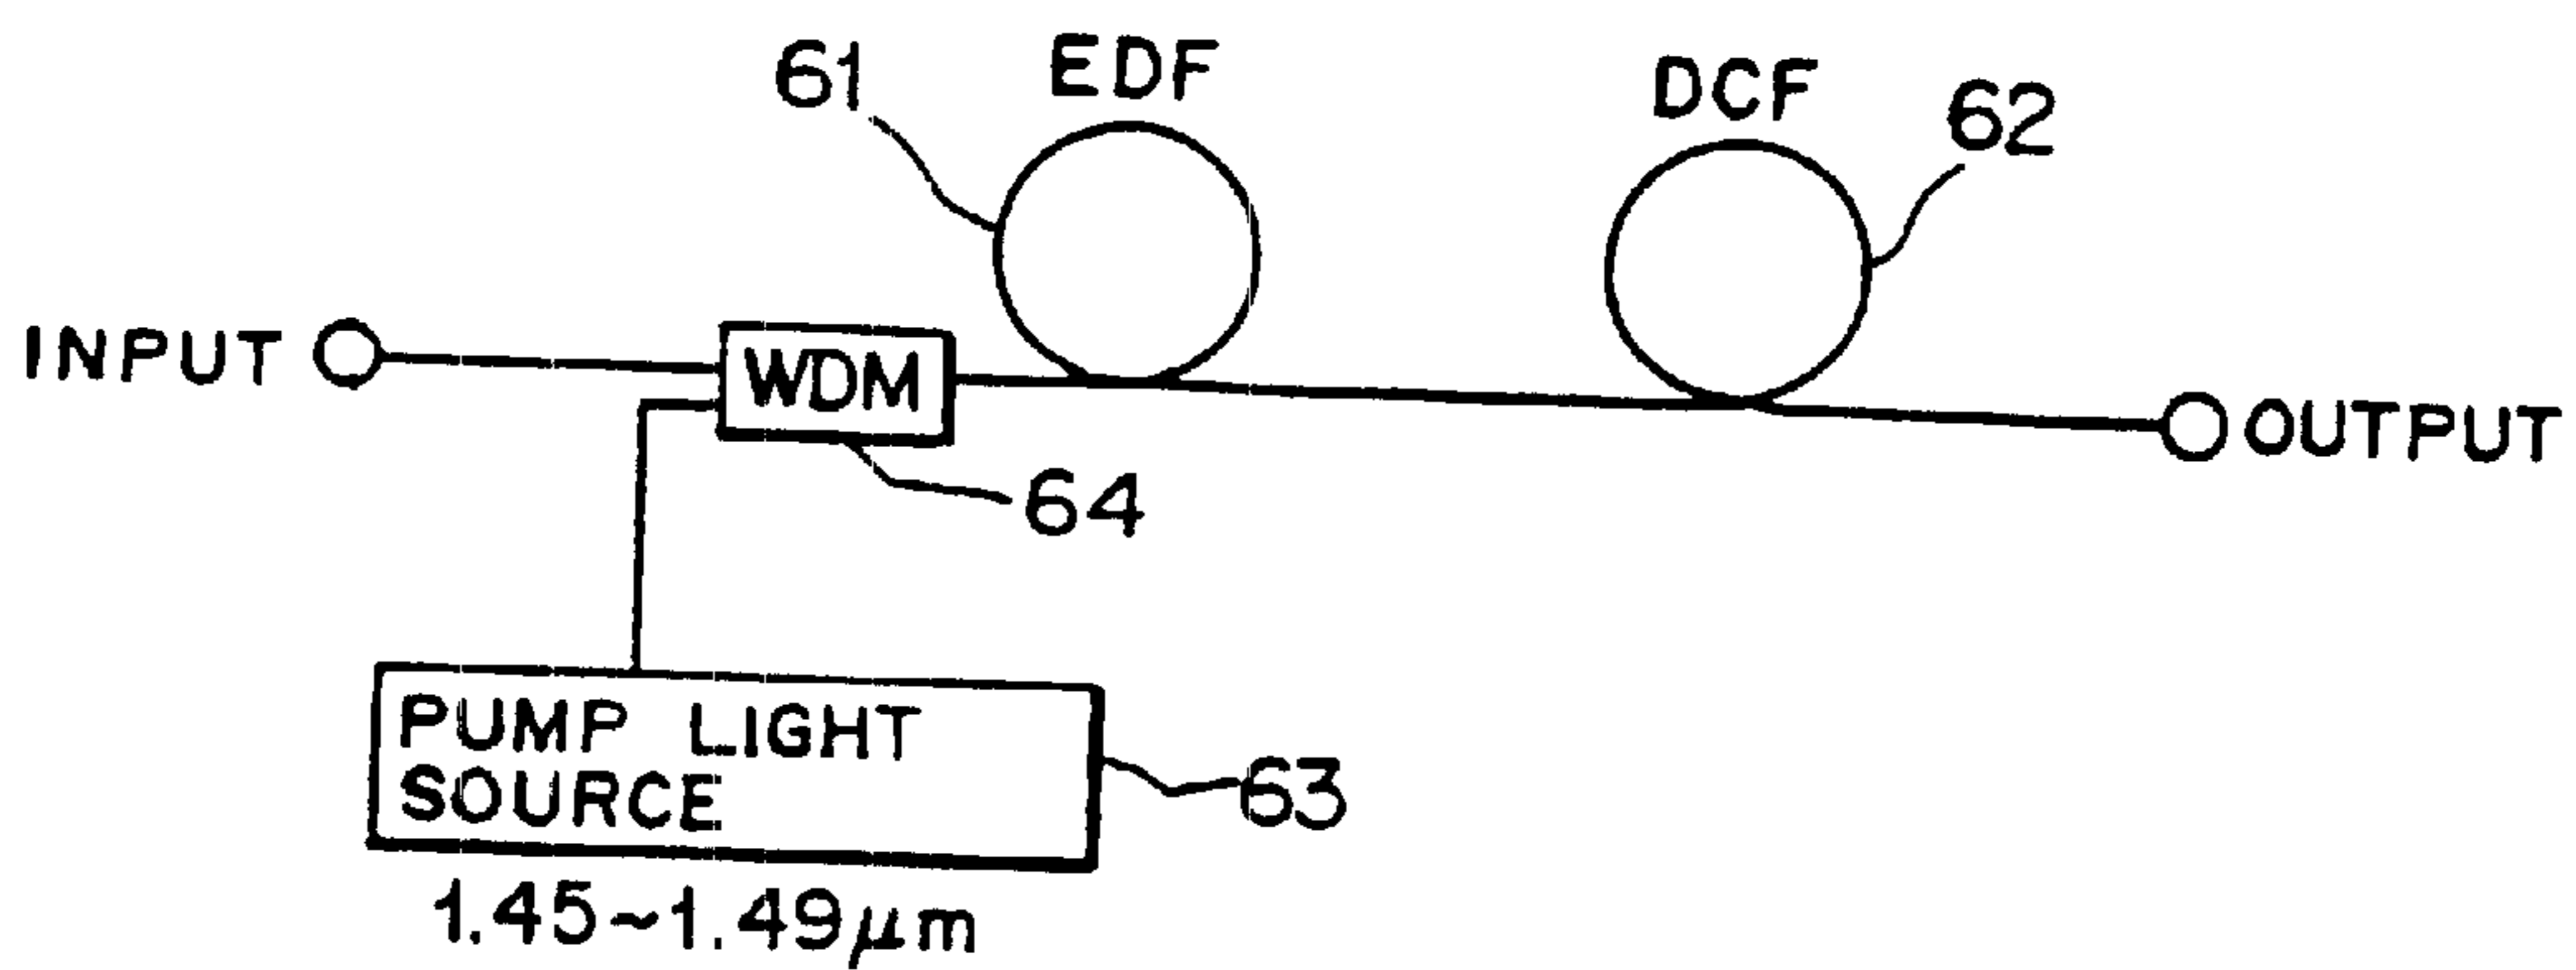 61
EDF
DCF
62
INPUT
WDM
OUTPUT
64
PUMP LIGHT
SOURCE
63
1.45~1.49μm